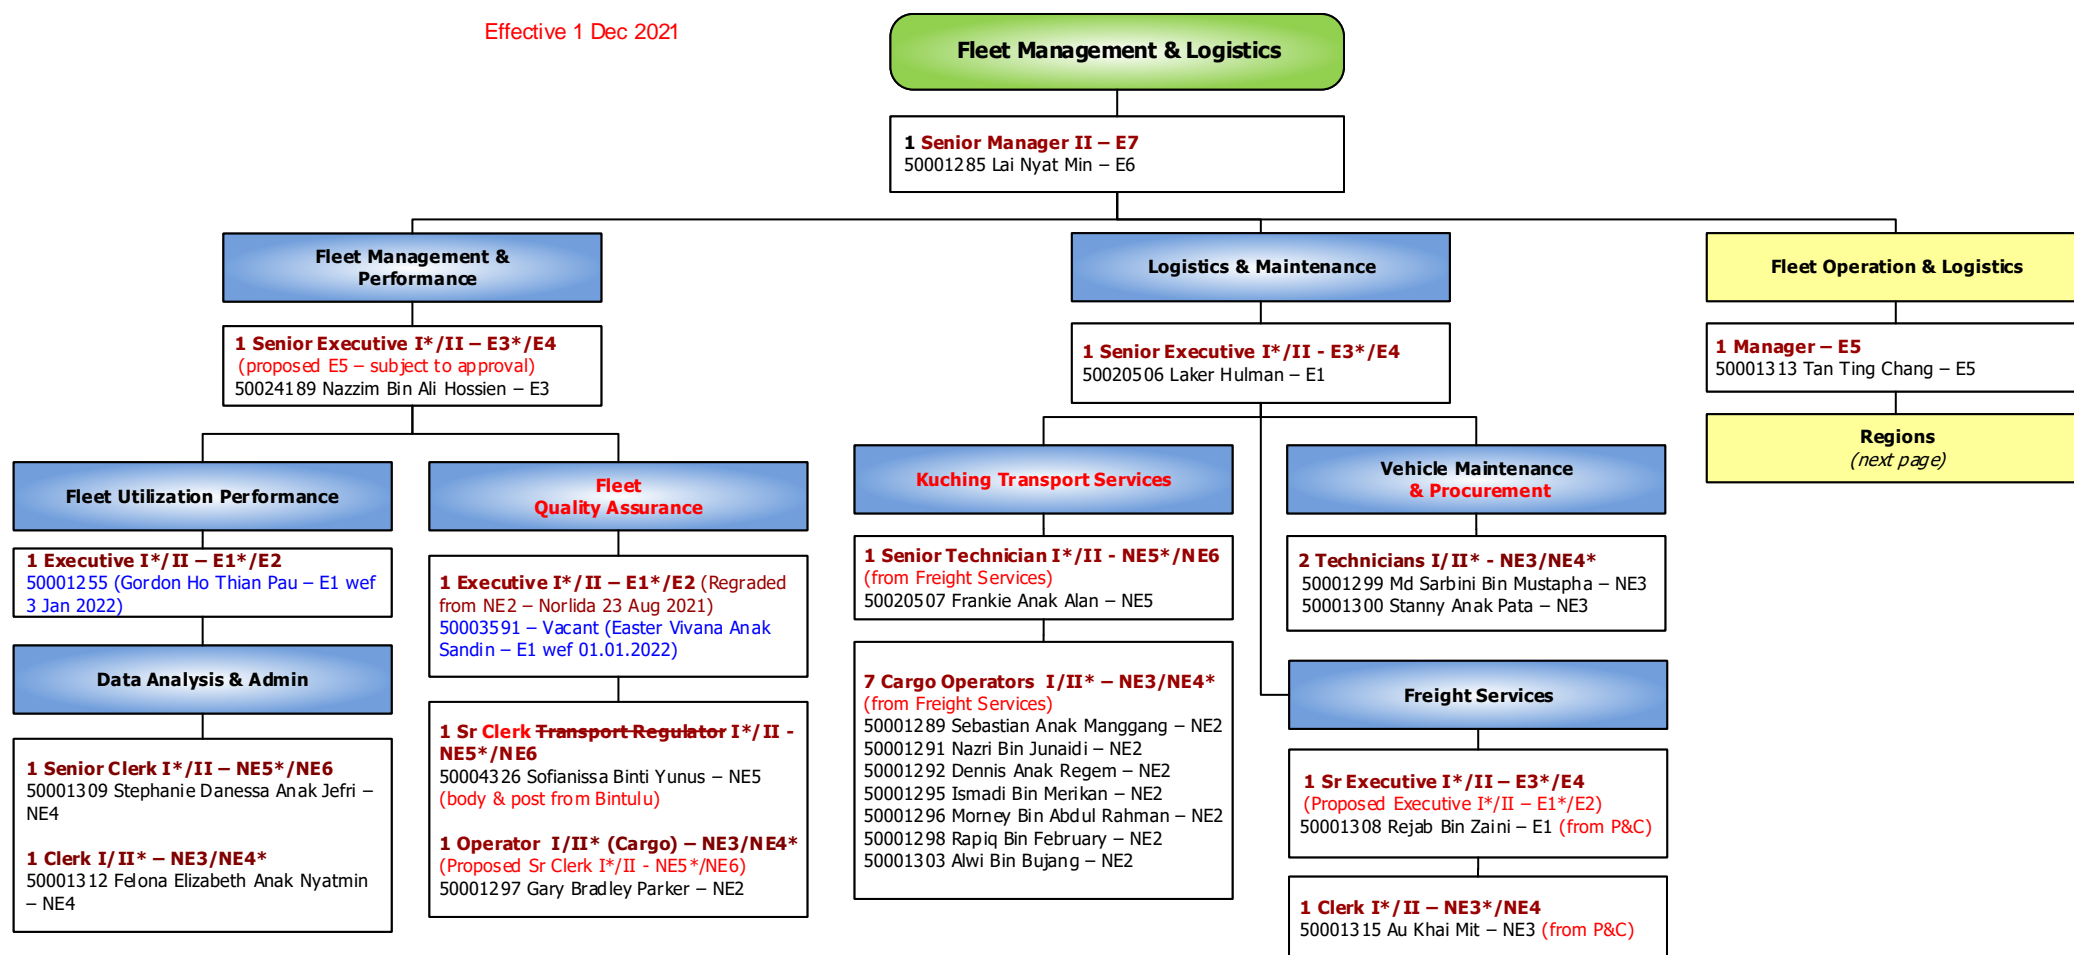 Effective 1 Dec 2021
Fleet Management & Logistics
1 Senior Manager II – E7
50001285 Lai Nyat Min – E6
Fleet Management &
Performance
1 Senior Executive I*/II – E3*/E4
(proposed E5 – subject to approval)
50024189 Nazzim Bin Ali Hossien – E3
Logistics & Maintenance
1 Senior Executive I*/II - E3*/E4
50020506 Laker Hulman – E1
Fleet Operation & Logistics
1 Manager – E5
50001313 Tan Ting Chang – E5
Regions
(next page)
Fleet Utilization Performance
1 Executive I*/II – E1*/E2
50001255 (Gordon Ho Thian Pau – E1 wef
3 Jan 2022)
Data Analysis & Admin
1 Senior Clerk I*/II – NE5*/NE6
50001309 Stephanie Danessa Anak Jefri –
NE4
1 Clerk I/II* – NE3/NE4*
50001312 Felona Elizabeth Anak Nyatmin
– NE4
Fleet
Quality Assurance
1 Executive I*/II – E1*/E2 (Regraded
from NE2 – Norlida 23 Aug 2021)
50003591 – Vacant (Easter Vivana Anak
Sandin – E1 wef 01.01.2022)
1 Sr Clerk Transport Regulator I*/II -
NE5*/NE6
50004326 Sofianissa Binti Yunus – NE5
(body & post from Bintulu)
1 Operator I/II* (Cargo) – NE3/NE4*
(Proposed Sr Clerk I*/II - NE5*/NE6)
50001297 Gary Bradley Parker – NE2
Kuching Transport Services
1 Senior Technician I*/II - NE5*/NE6
(from Freight Services)
50020507 Frankie Anak Alan – NE5
7 Cargo Operators I/II* – NE3/NE4*
(from Freight Services)
50001289 Sebastian Anak Manggang – NE2
50001291 Nazri Bin Junaidi – NE2
50001292 Dennis Anak Regem – NE2
50001295 Ismadi Bin Merikan – NE2
50001296 Morney Bin Abdul Rahman – NE2
50001298 Rapiq Bin February – NE2
50001303 Alwi Bin Bujang – NE2
Vehicle Maintenance
& Procurement
2 Technicians I/II* - NE3/NE4*
50001299 Md Sarbini Bin Mustapha – NE3
50001300 Stanny Anak Pata – NE3
Freight Services
1 Sr Executive I*/II – E3*/E4
(Proposed Executive I*/II – E1*/E2)
50001308 Rejab Bin Zaini – E1 (from P&C)
1 Clerk I*/II – NE3*/NE4
50001315 Au Khai Mit – NE3 (from P&C)